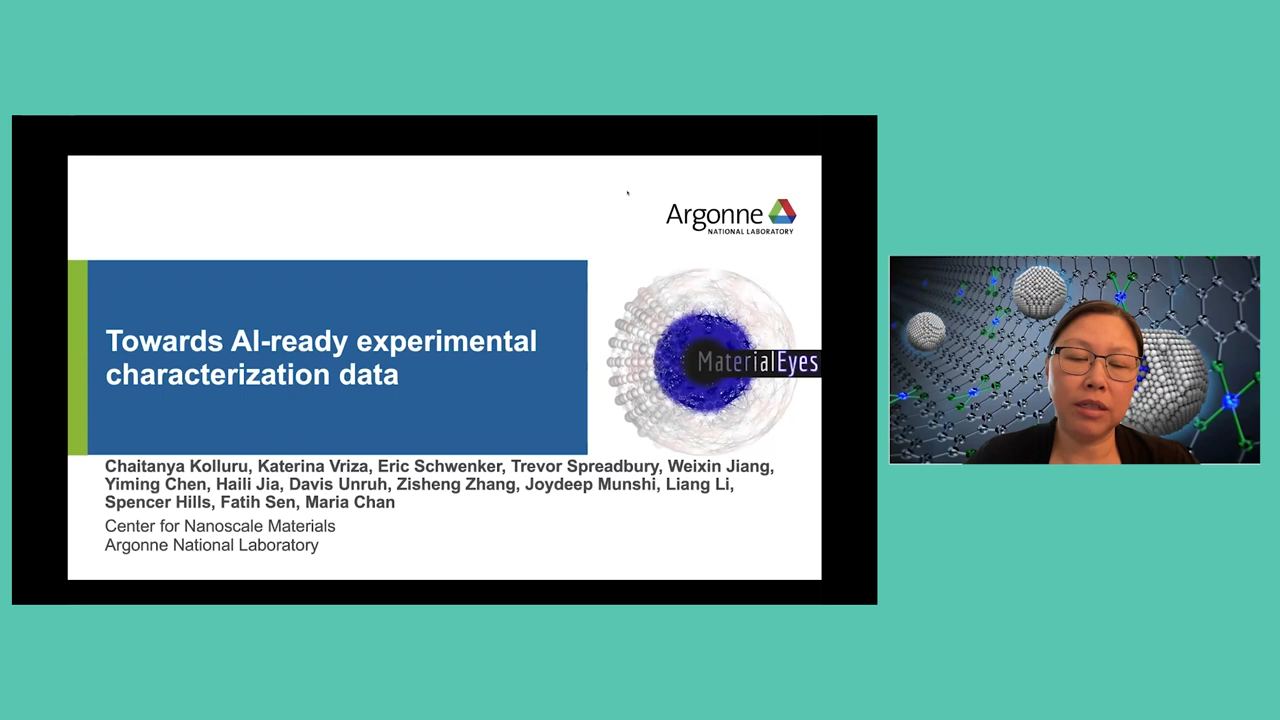 Argonne
NATIONAL LABORATORY
Towards AI-ready experimental
characterization data
MaterialEyes
Chaitanya Kolluru, Katerina Vriza, Eric Schwenker, Trevor Spreadbury, Weixin Jiang,
Yiming Chen, Haili Jia, Davis Unruh, Zisheng Zhang, Joydeep Munshi, Liang Li,
Spencer Hills, Fatih Sen, Maria Chan
Center for Nanoscale Materials
Argonne National Laboratory